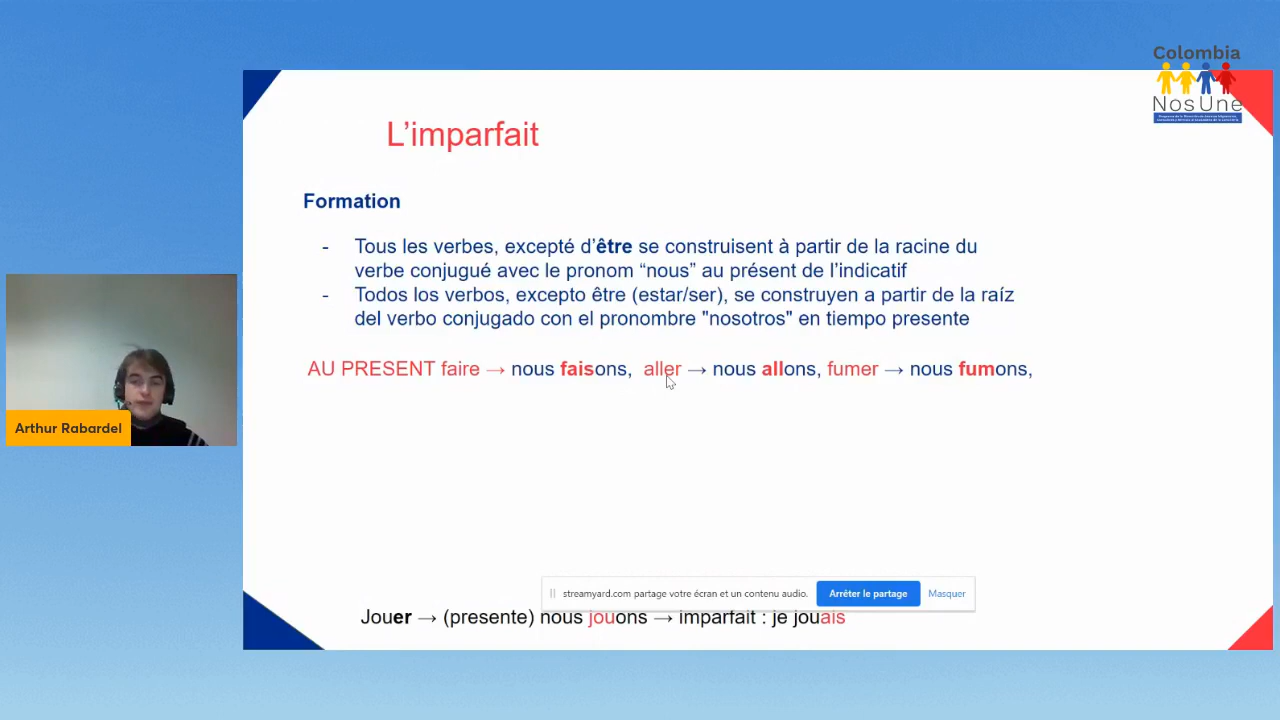 Colombia
NosUne
L'imparfait
Formation
- Tous les verbes, excepté d'être se construisent à partir de la racine du
verbe conjugué avec le pronom “nous” au présent de l'indicatif
- Todos los verbos, excepto être (estar/ser), se construyen a partir de la raíz
del verbo conjugado con el pronombre "nosotros" en tiempo presente
AU PRESENT faire → nous faisons, aller → nous allons, fumer → nous fumons,
Arthur Rabardel
streamyard.com partage votre écran et un contenu audio. Arrêter le partage Masquer
Jouer → (presente) nous jouons → imparfait : je jouais